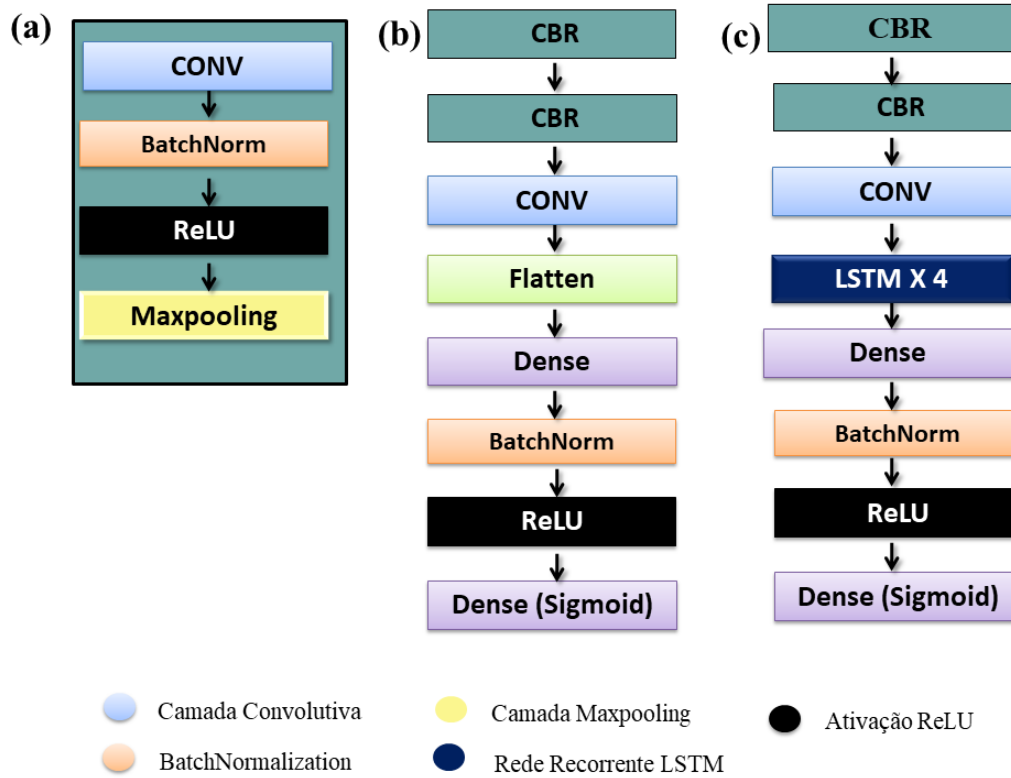 (a)
CONV
BatchNorm
ReLU
Maxpooling
(b)
CBR
CBR
CONV
Flatten
Dense
BatchNorm
ReLU
Dense (Sigmoid)
(c)
CBR
CBR
CONV
LSTM X 4
Dense
BatchNorm
ReLU
Dense (Sigmoid)
Camada Convolutiva
Camada Maxpooling
Ativação ReLU
BatchNormalization
Rede Recorrente LSTM